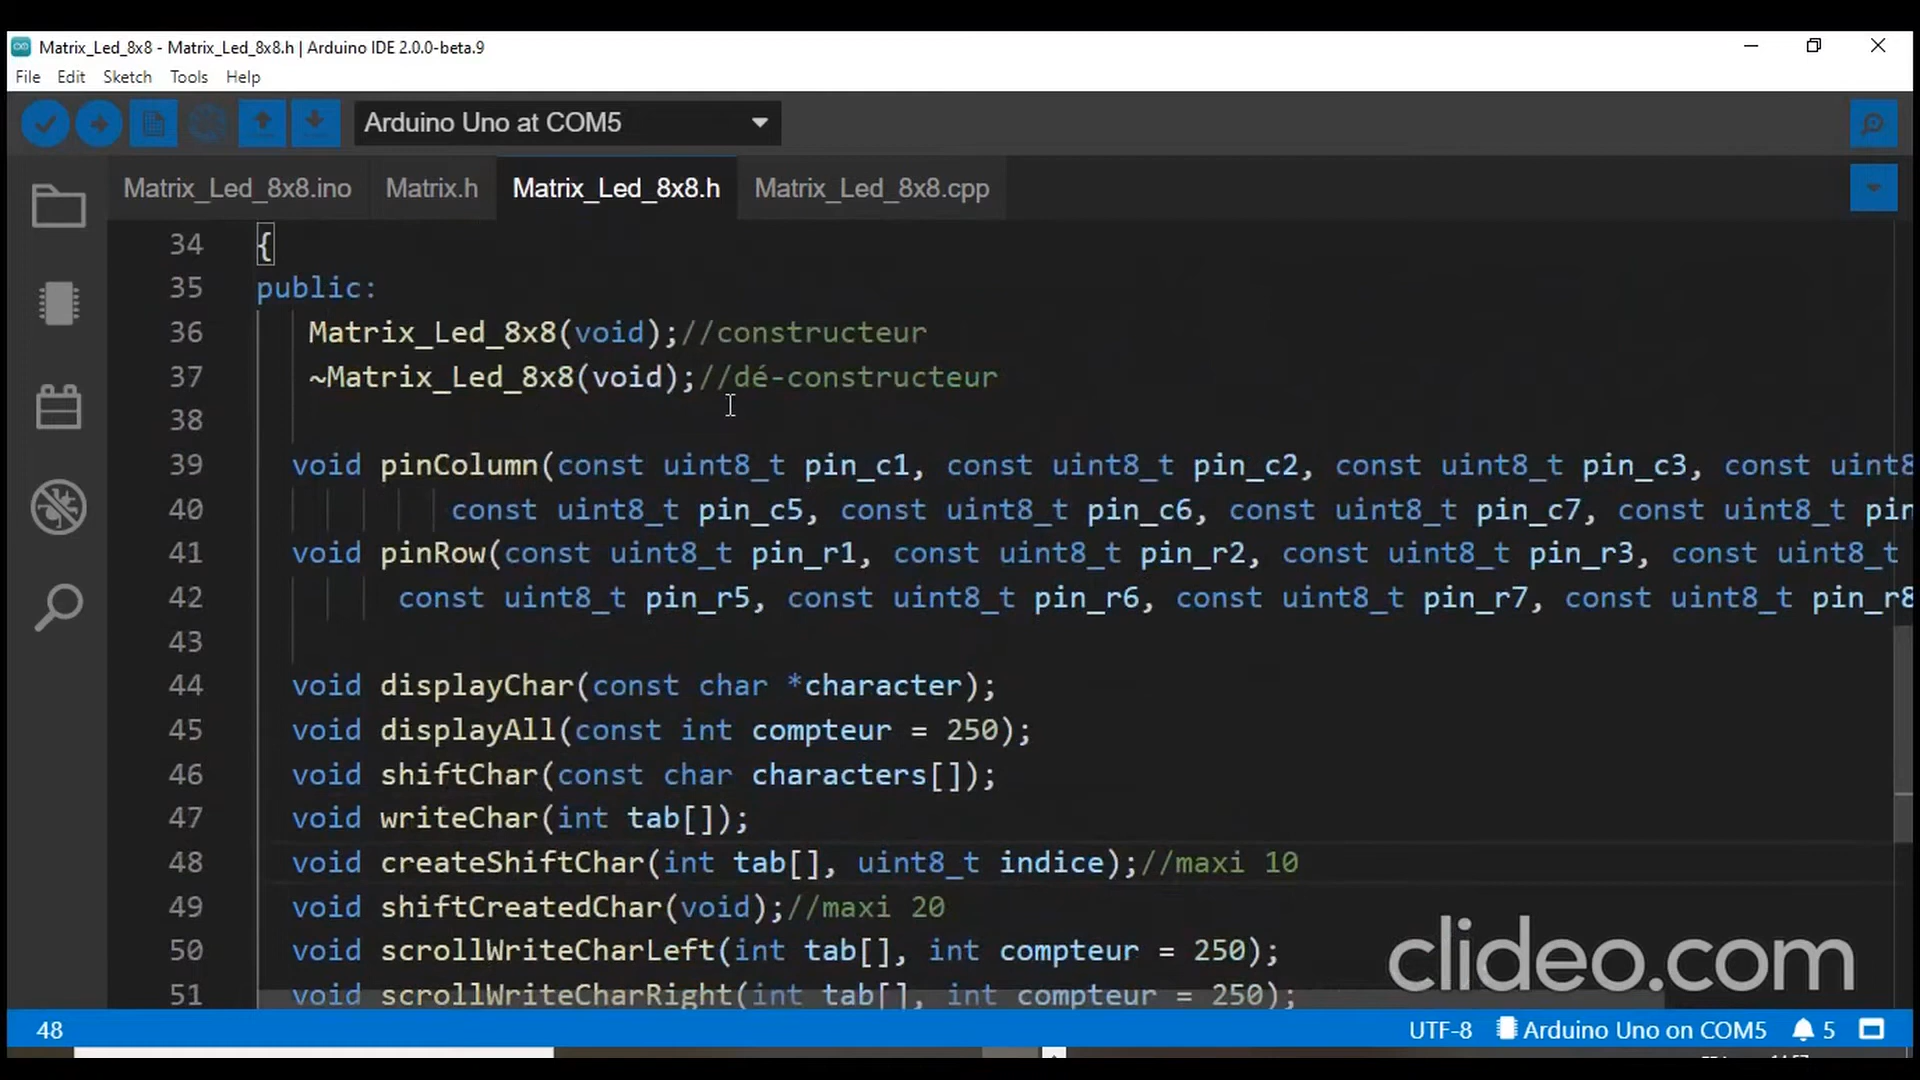 Matrix_Led_8x8 - Matrix_Led_8x8.h | Arduino IDE 2.0.0-beta.9
File Edit Sketch Tools Help
Arduino Uno at COM5
Matrix_Led_8x8.ino Matrix.h Matrix_Led_8x8.h Matrix_Led_8x8.cpp
34 {
35 public:
36 Matrix_Led_8x8(void);//constructeur
37 ~Matrix_Led_8x8(void);//dé-constructeur
38
39 void pinColumn(const uint8_t pin_c1, const uint8_t pin_c2, const uint8_t pin_c3, const uint8
40 const uint8_t pin_c5, const uint8_t pin_c6, const uint8_t pin_c7, const uint8_t pin
41 void pinRow(const uint8_t pin_r1, const uint8_t pin_r2, const uint8_t pin_r3, const uint8_t
42 const uint8_t pin_r5, const uint8_t pin_r6, const uint8_t pin_r7, const uint8_t pin_r8
43
44 void displayChar(const char *character);
45 void displayAll(const int compteur = 250);
46 void shiftChar(const char characters[]);
47 void writeChar(int tab[]);
48 void createShiftChar(int tab[], uint8_t indice);//maxi 10
49 void shiftCreatedChar(void);//maxi 20
50 void scrollWriteCharLeft(int tab[], int compteur = 250);
51 void scrollWriteCharRight(int tab[], int compteur = 250);
clideo.com
48 UTF-8 Arduino Uno on COM5 5